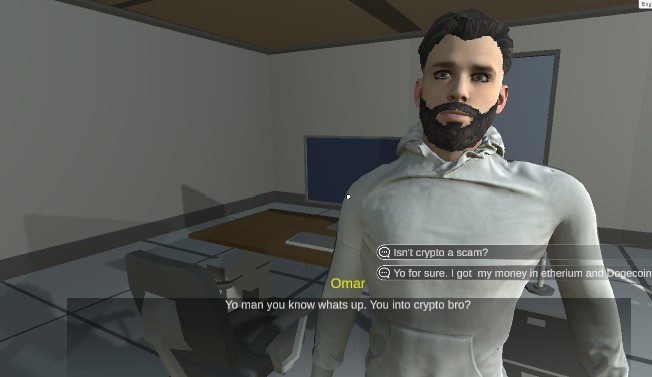 Isn't crypto a scam?
Yo for sure. I got my money in etherium and Dogecoin
Omar
Yo man you know whats up. You into crypto bro?